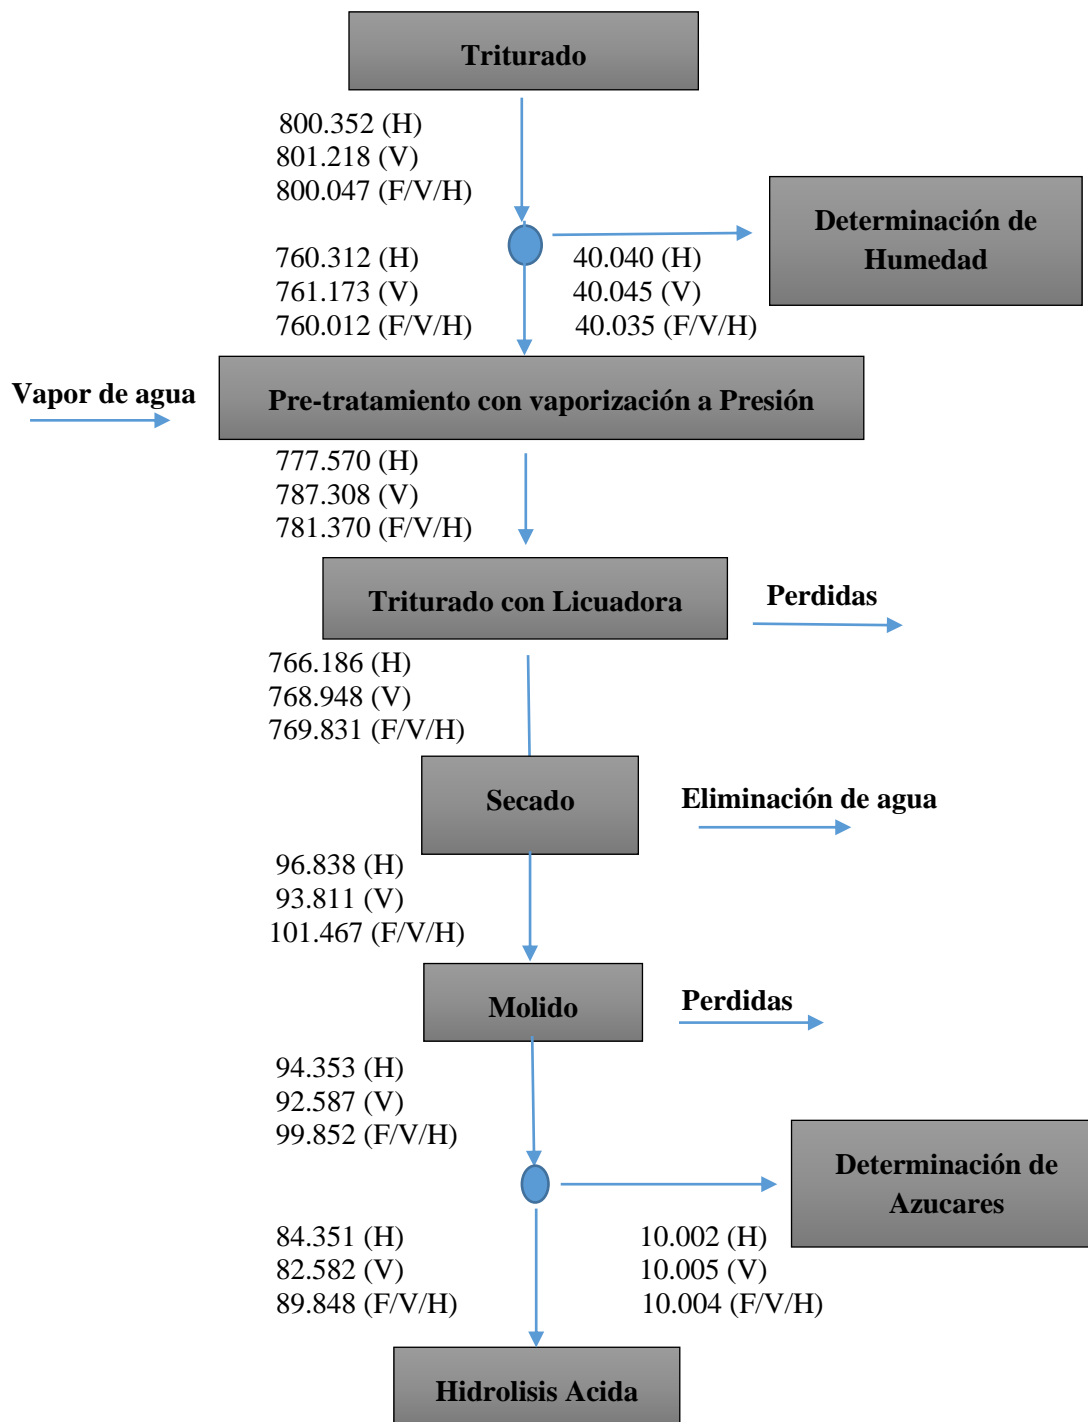 Triturado
800.352 (H)
801.218 (V)
800.047 (F/V/H)
Determinación de
Humedad
760.312 (H)
761.173 (V)
760.012 (F/V/H)
40.040 (H)
40.045 (V)
40.035 (F/V/H)
Vapor de agua
Pre-tratamiento con vaporización a Presión
777.570 (H)
787.308 (V)
781.370 (F/V/H)
Triturado con Licuadora
Perdidas
766.186 (H)
768.948 (V)
769.831 (F/V/H)
Secado
Eliminación de agua
96.838 (H)
93.811 (V)
101.467 (F/V/H)
Molido
Perdidas
94.353 (H)
92.587 (V)
99.852 (F/V/H)
Determinación de
Azucares
84.351 (H)
82.582 (V)
89.848 (F/V/H)
10.002 (H)
10.005 (V)
10.004 (F/V/H)
Hidrolisis Acida